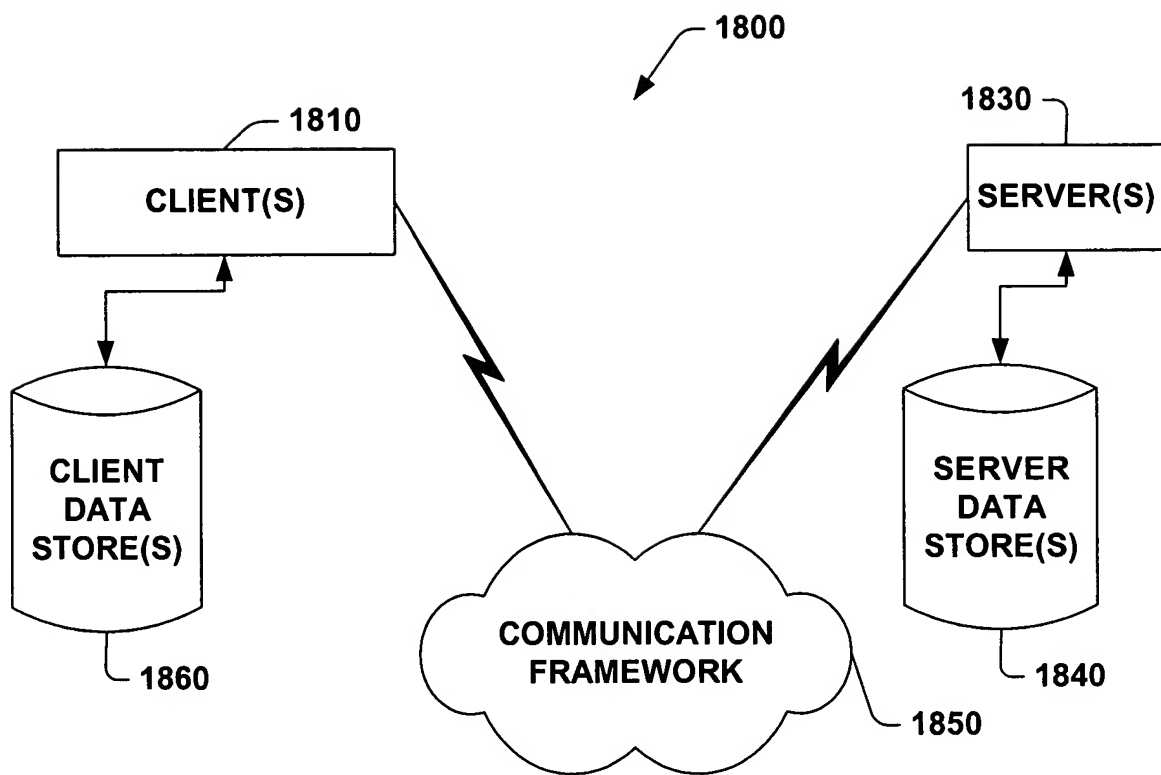 1800
1810
1830
CLIENT(S)
SERVER(S)
CLIENT
DATA
STORE(S)
SERVER
DATA
STORE(S)
COMMUNICATION
FRAMEWORK
1860
1840
1850